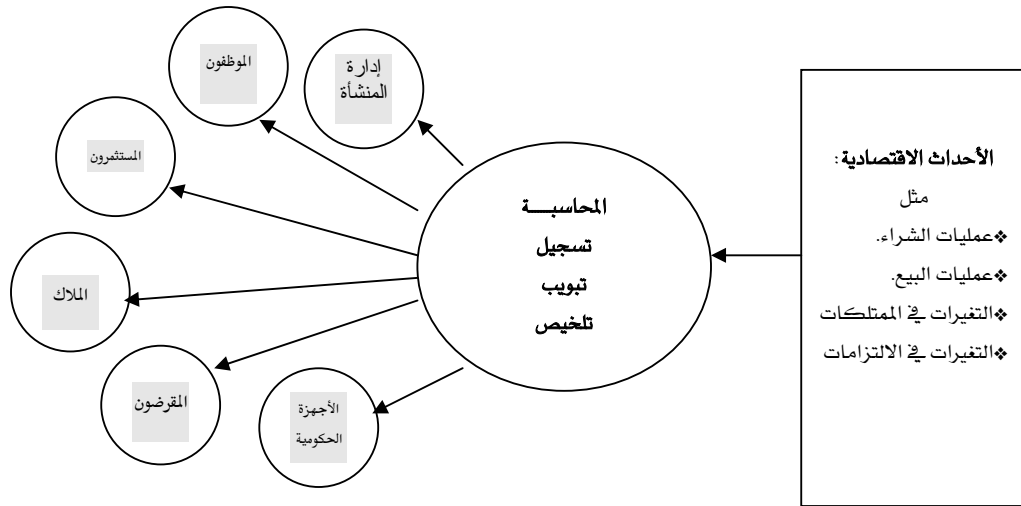 الأحداث الاقتصادية:
مثل
❖عمليات الشراء.
❖عمليات البيع.
❖التغيرات في الممتلكات
❖التغيرات في الالتزامات
المحاسبـــة
تسجيل
تبويب
تلخيص
إدارة
المنشأة
الموظفون
المستثمرون
الملاك
المقرضون
الأجهزة
الحكومية